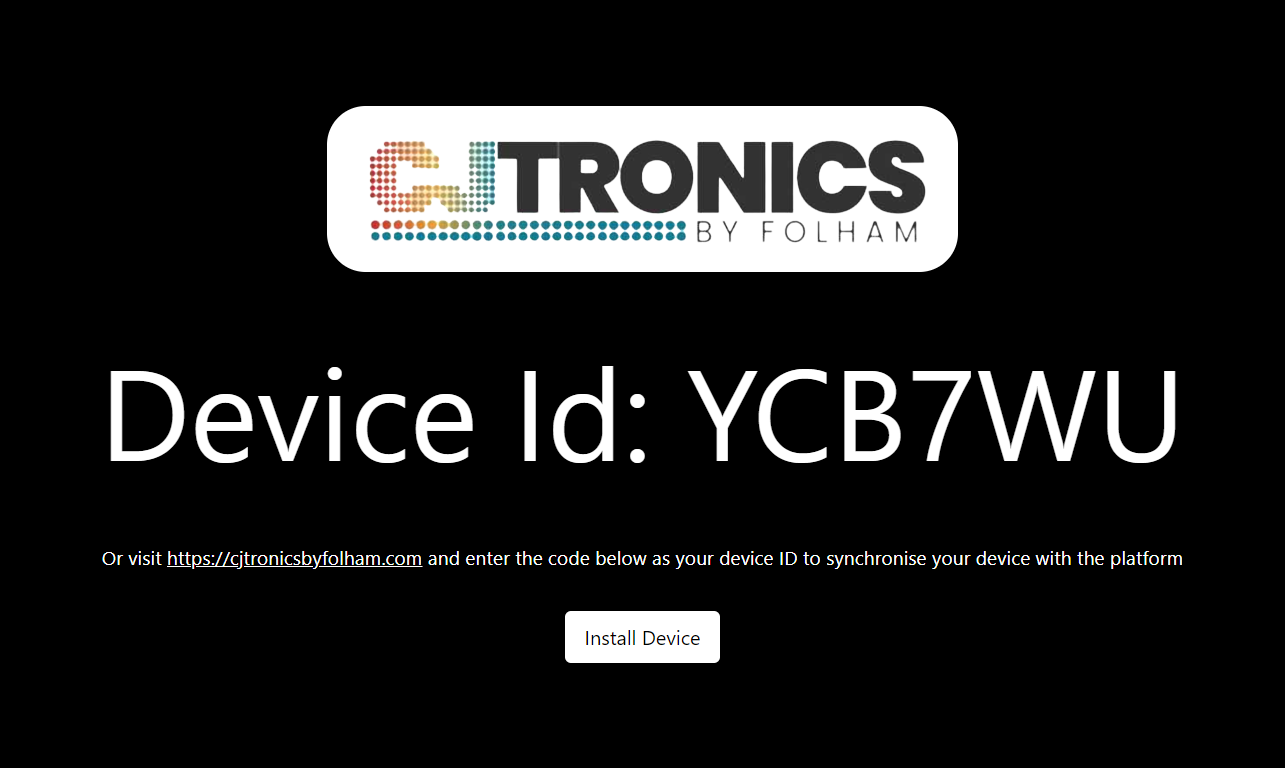 CJTRONICS
BY FOLHAM
Device Id: YCB7WU
Or visit https://cjtronicsbyfolham.com and enter the code below as your device ID to synchronise your device with the platform
Install Device